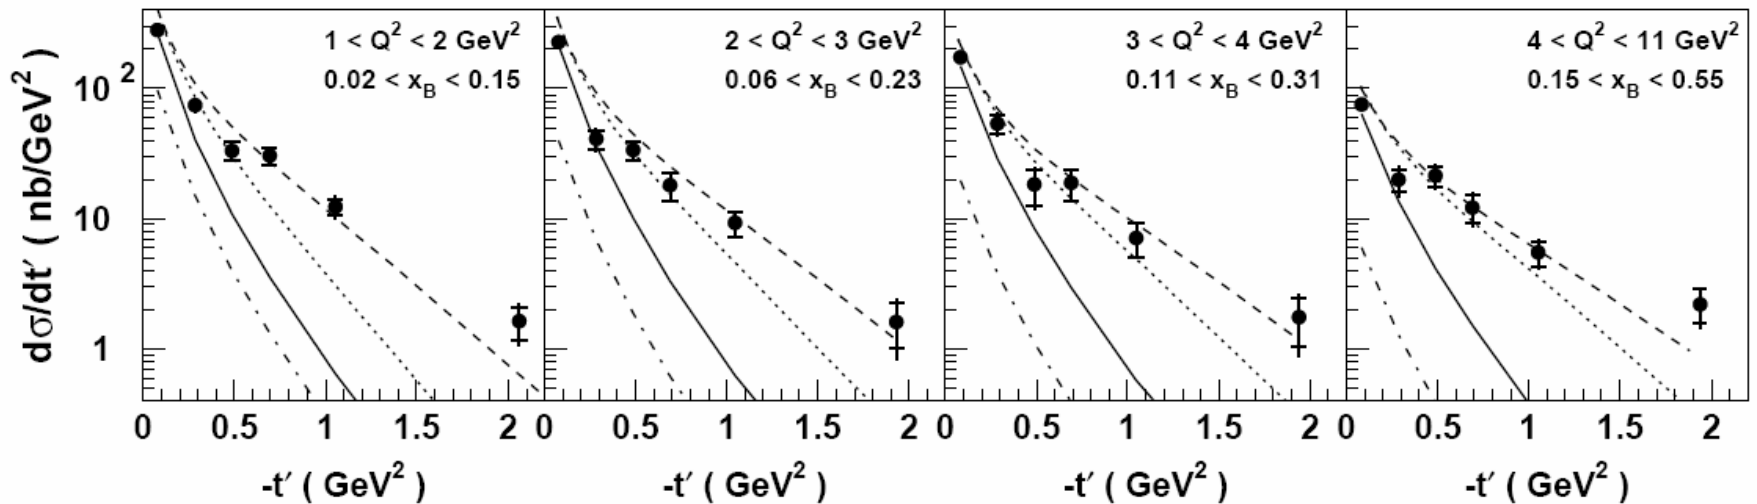 dσ/dt′ ( nb/GeV² )
10²
10
1
1 < Q² < 2 GeV²
0.02 < x_B < 0.15
2 < Q² < 3 GeV²
0.06 < x_B < 0.23
3 < Q² < 4 GeV²
0.11 < x_B < 0.31
4 < Q² < 11 GeV²
0.15 < x_B < 0.55
0 0.5 1 1.5 2 0 0.5 1 1.5 2 0 0.5 1 1.5 2 0 0.5 1 1.5 2
-t′ ( GeV² ) -t′ ( GeV² ) -t′ ( GeV² ) -t′ ( GeV² )